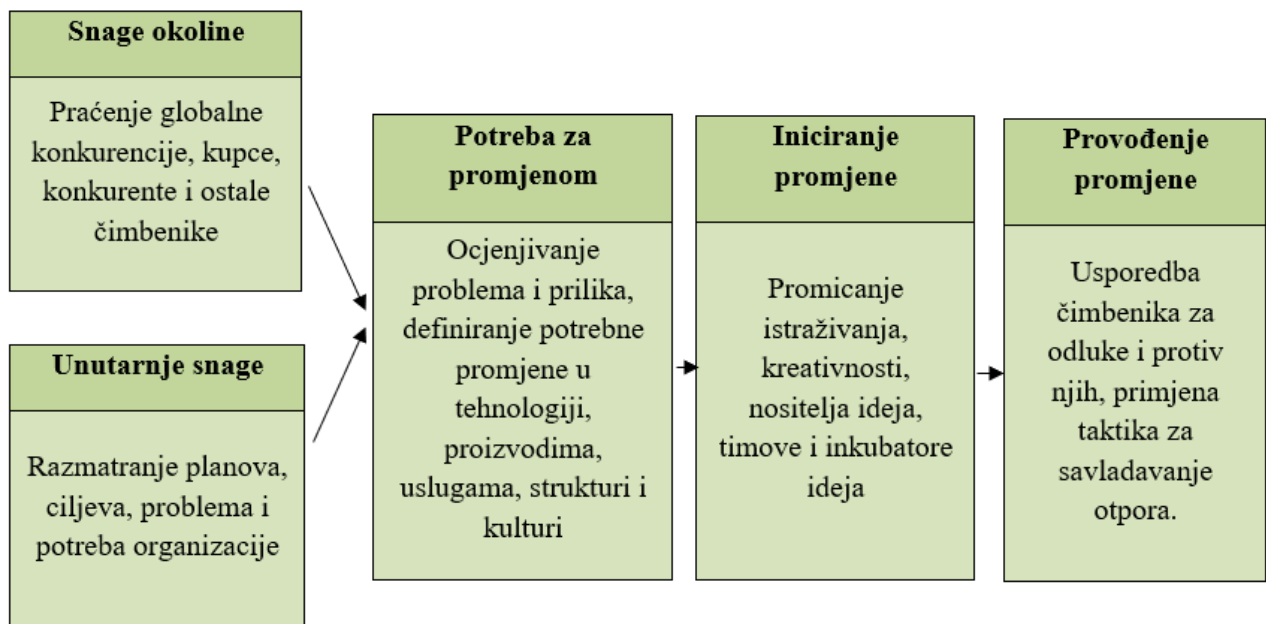 Snage okoline
Praćenje globalne
konkurencije, kupce,
konkurente i ostale
čimbenike
Unutarnje snage
Razmatranje planova,
ciljeva, problema i
potreba organizacije
Potreba za
promjenom
Ocjenjivanje
problema i prilika,
definiranje potrebne
promjene u
tehnologiji,
proizvodima,
uslugama, strukturi i
kulturi
Iniciranje
promjene
Promicanje
istraživanja,
kreativnosti,
nositelja ideja,
timove i inkubatore
ideja
Provođenje
promjene
Usporedba
čimbenika za
odluke i protiv
njih, primjena
taktika za
savladavanje
otpora.